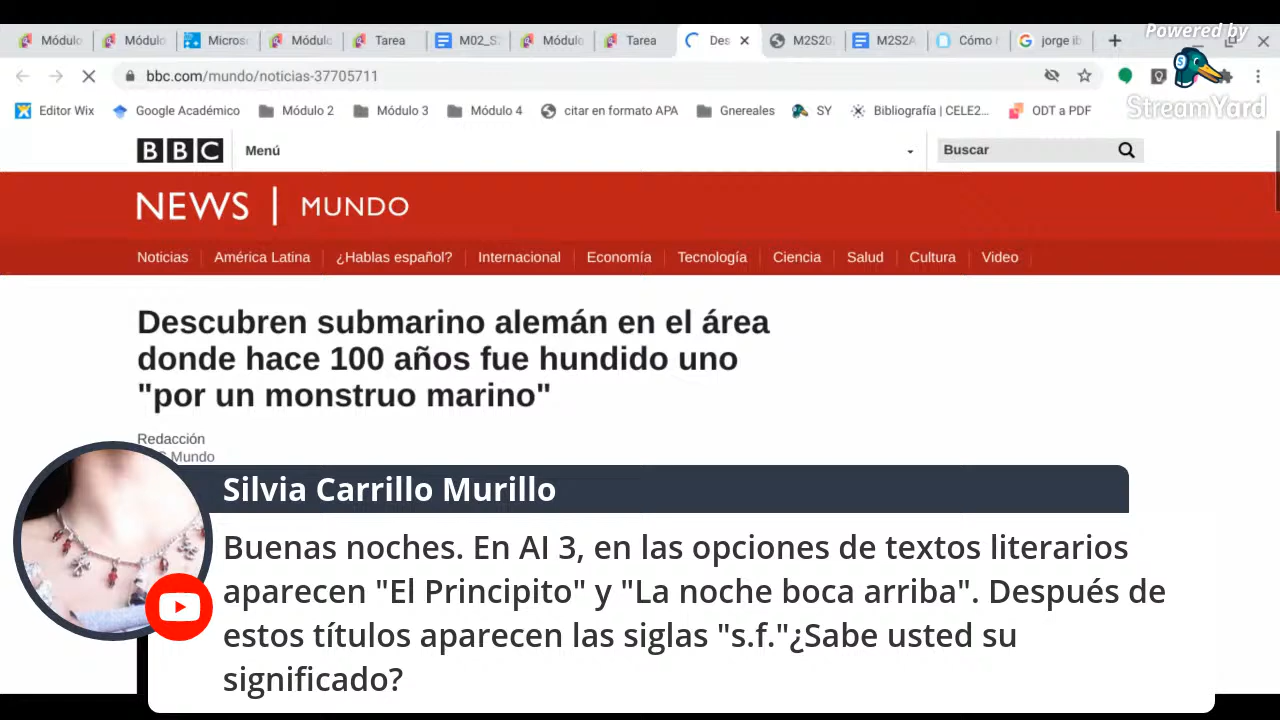 Powered by
Módulo
Módulo
Micros
Módulo
Tarea
M02_S
Módulo
Tarea
Des
M2S20
M2S2A
Cómo
jorge ib
StreamYard
bbc.com/mundo/noticias-37705711
Editor Wix
Google Académico
Módulo 2
Módulo 3
Módulo 4
citar en formato APA
Gnereales
SY
Bibliografía | CELE2...
ODT a PDF
BBC
Menú
Buscar
NEWS | MUNDO
Noticias
América Latina
¿Hablas español?
Internacional
Economía
Tecnología
Ciencia
Salud
Cultura
Video
Descubren submarino alemán en el área
donde hace 100 años fue hundido uno
"por un monstruo marino"
Redacción
Mundo
Silvia Carrillo Murillo
Buenas noches. En AI 3, en las opciones de textos literarios
aparecen "El Principito" y "La noche boca arriba". Después de
estos títulos aparecen las siglas "s.f."¿Sabe usted su
significado?